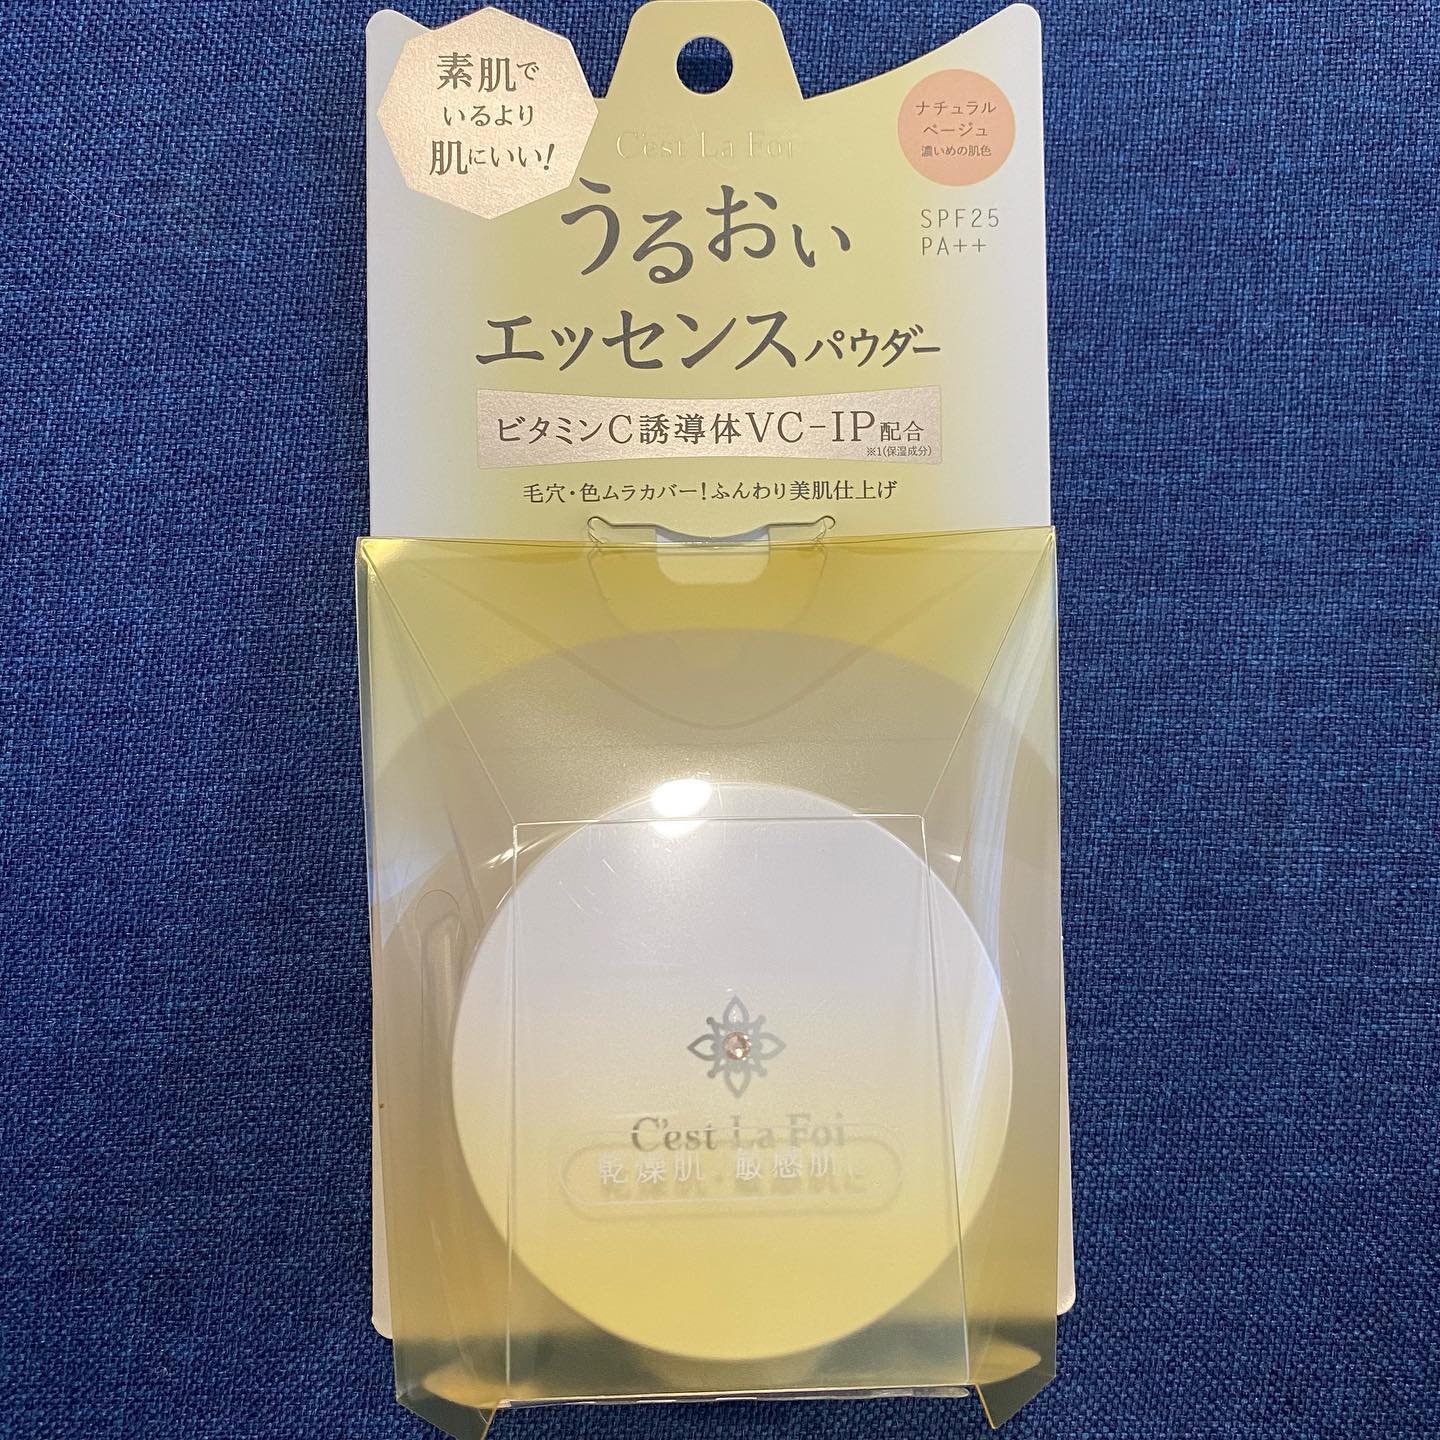 素肌で
いるより
肌にいい!
C'est La Foi
ナチュラル
ベージュ
濃いめの肌色
SPF25
PA++
うるおい
エッセンスパウダー
ビタミンC誘導体VC-IP配合
※1(保湿成分)
毛穴・色ムラカバー!ふんわり美肌仕上げ
C'est La Foi
乾燥肌・敏感肌に